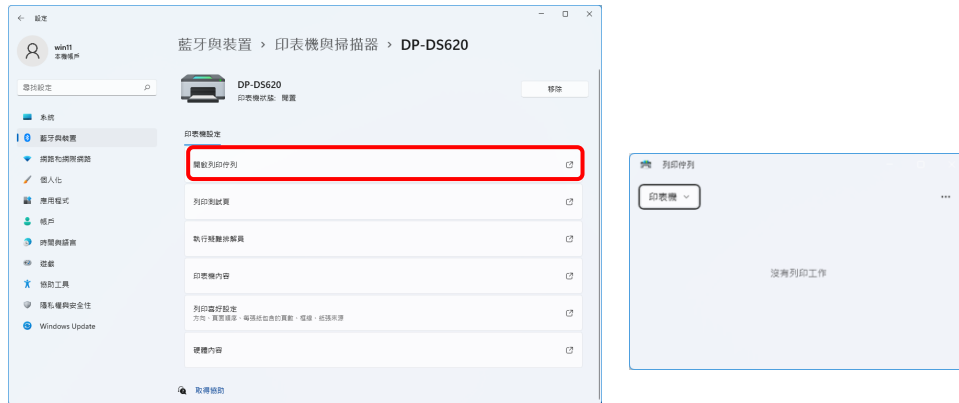 設定
win11
本機帳戶
尋找設定
系統
藍牙與裝置
網路和網際網路
個人化
應用程式
帳戶
時間與語言
遊戲
協助工具
隱私權與安全性
Windows Update
藍牙與裝置 › 印表機與掃描器 › DP-DS620
DP-DS620
印表機狀態: 閒置
移除
印表機設定
開啟列印佇列
列印測試頁
執行疑難排解員
印表機內容
列印喜好設定
方向、頁面順序、每張紙包含的頁數、框線、紙張來源
硬體內容
取得協助
列印佇列
印表機
沒有列印工作